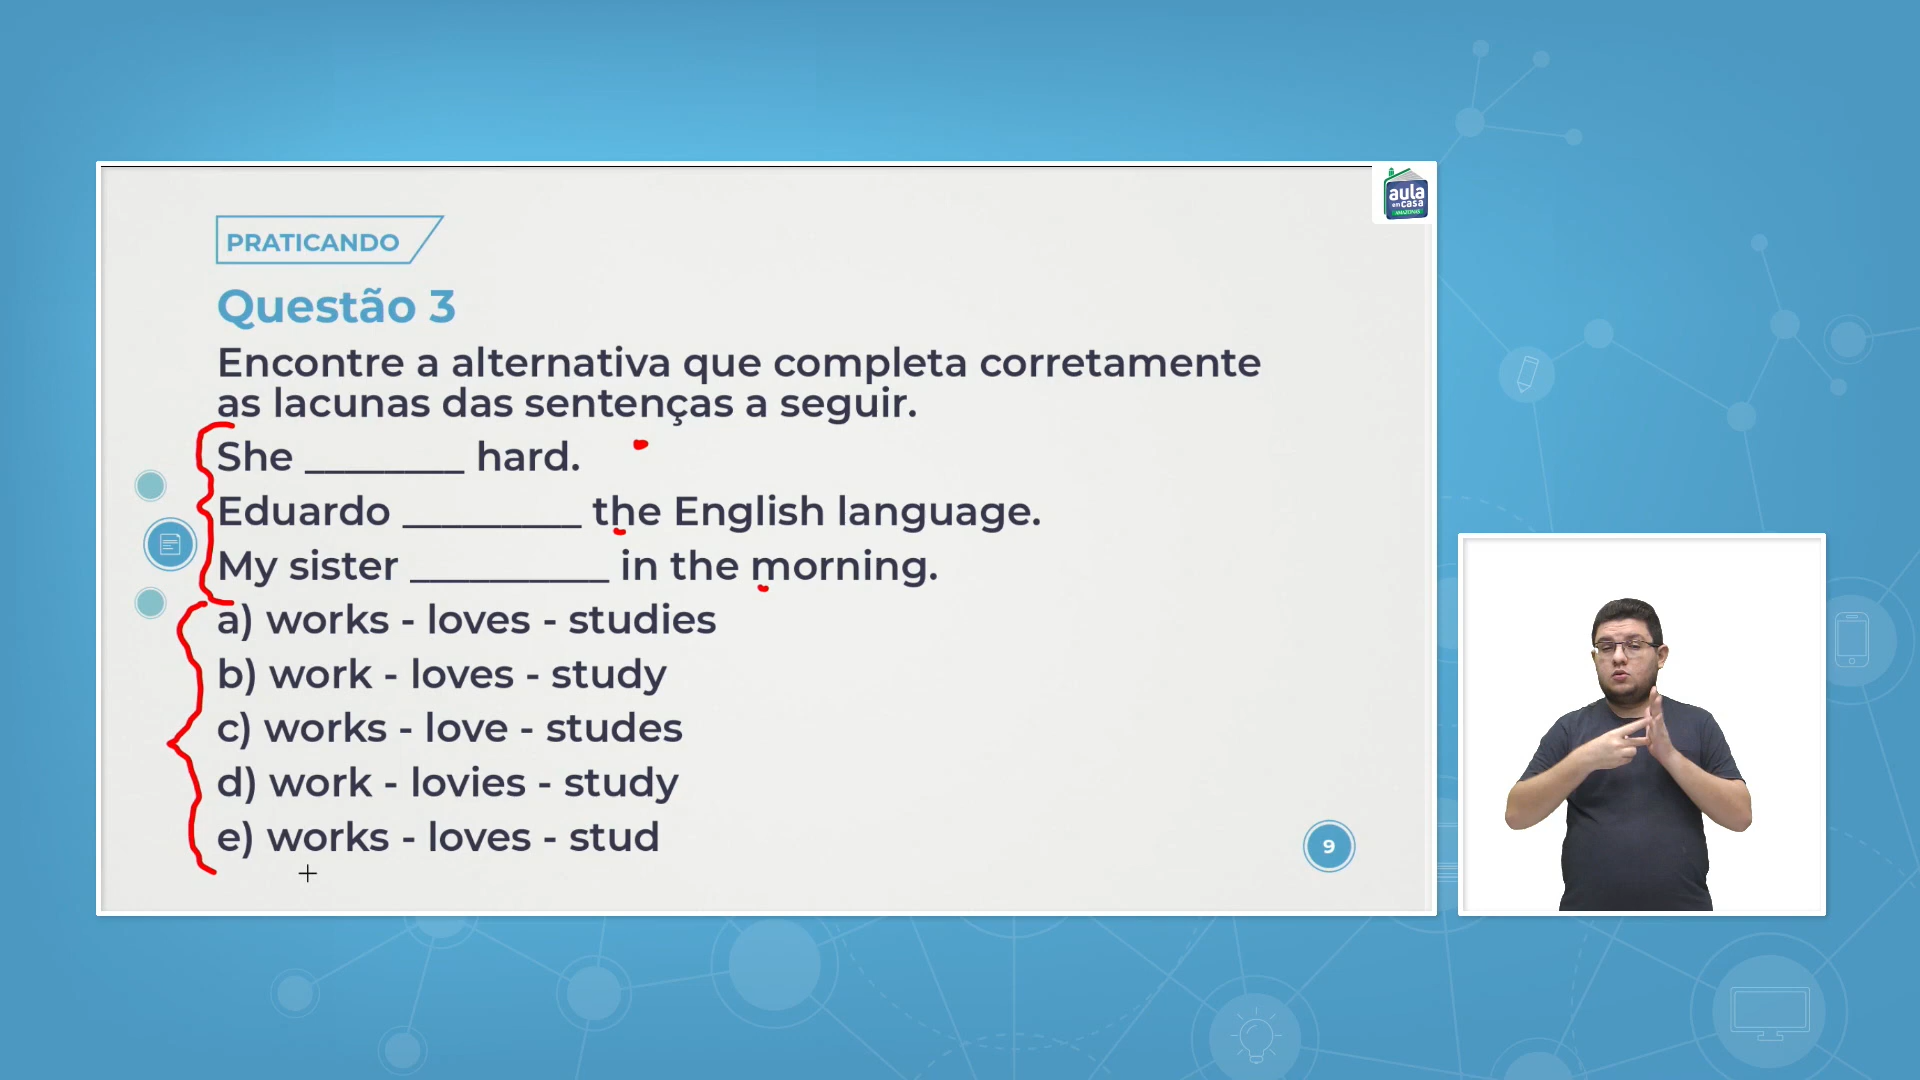 aula
em casa
AMAZONAS
PRATICANDO
Questão 3
Encontre a alternativa que completa corretamente
as lacunas das sentenças a seguir.
She ________ hard.
Eduardo _________ the English language.
My sister __________ in the morning.
a) works - loves - studies
b) work - loves - study
c) works - love - studes
d) work - lovies - study
e) works - loves - stud
9